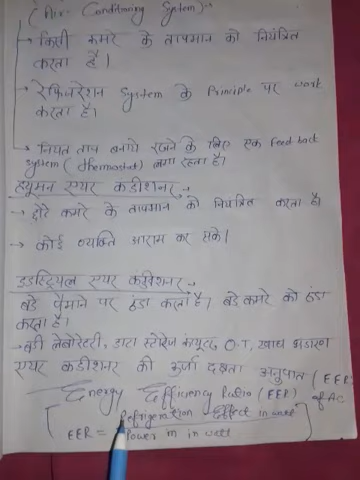 (Air Conditioning System):-
→ किसी कमरे के तापमान को नियंत्रित
करता है।
→ रेफ्रिजरेशन System के Principle पर work
करता है।
→ नियत ताप बनाये रखने के लिए एक feed back
System (thermostat) लगा रहता है।
ह्यूमन एयर कंडीशनर:-
→ छोटे कमरे के तापमान को नियंत्रित करता है।
→ कोई व्यक्ति आराम कर सके।
इंडस्ट्रियल एयर कंडीशनर:-
बडे पैमाने पर ठंडा करता है। बडे कमरे को ठंडा
करता है।
→ बडी लेबोरेटरी, डाटा स्टोरेज कंप्यूटर, O.T, खाद्य भंडारण
एयर कंडीशनर की ऊर्जा दक्षता अनुपात (EER)
Energy Efficiency Ratio (EER) of AC
[EER = Refrigeration Effect in watt
Power in in watt]